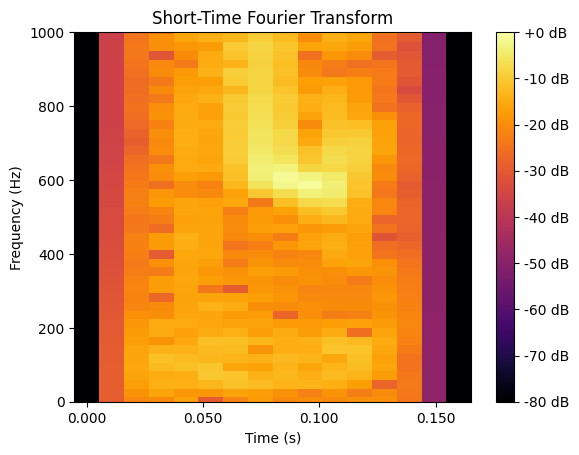 Short-Time Fourier Transform
1000
800
600
400
200
0
Frequency (Hz)
0.000
0.050
0.100
0.150
Time (s)
+0 dB
-10 dB
-20 dB
-30 dB
-40 dB
-50 dB
-60 dB
-70 dB
-80 dB